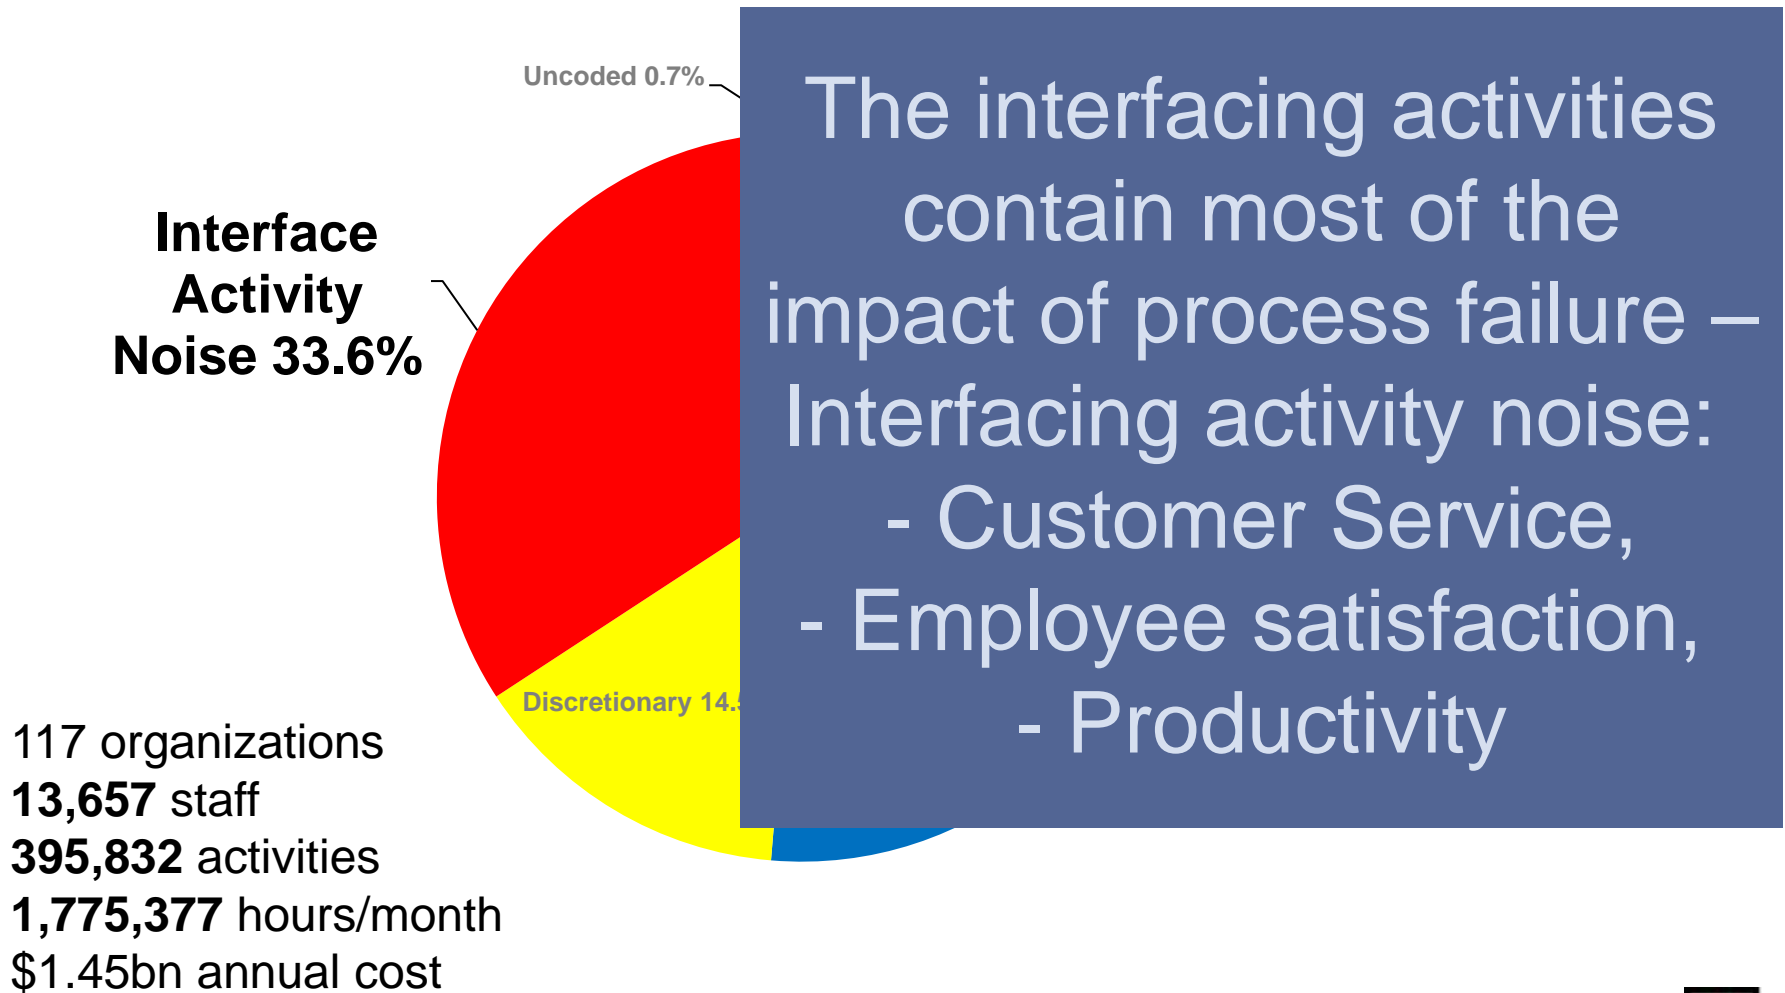 Uncoded 0.7%
Interface
Activity
Noise 33.6%
The interfacing activities
contain most of the
impact of process failure –
Interfacing activity noise:
- Customer Service,
- Employee satisfaction,
- Productivity
Discretionary 14.5
117 organizations
13,657 staff
395,832 activities
1,775,377 hours/month
$1.45bn annual cost